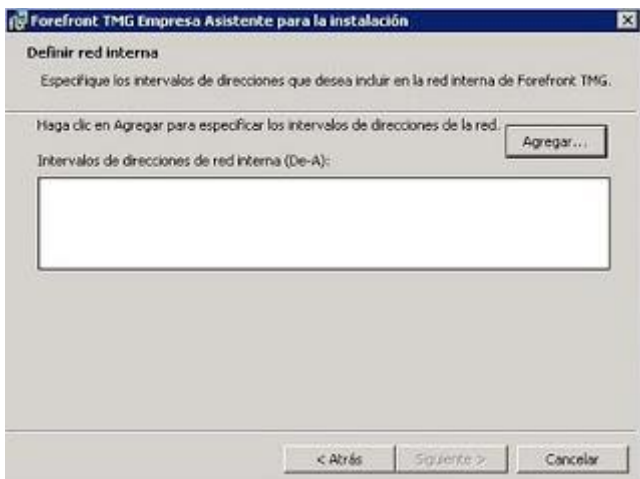 Forefront TMG Empresa Asistente para la instalación
Definir red interna
Especifique los intervalos de direcciones que desea incluir en la red interna de Forefront TMG.
Haga clic en Agregar para especificar los intervalos de direcciones de la red.
Agregar...
Intervalos de direcciones de red interna (De-A):
< Atrás Siguiente > Cancelar